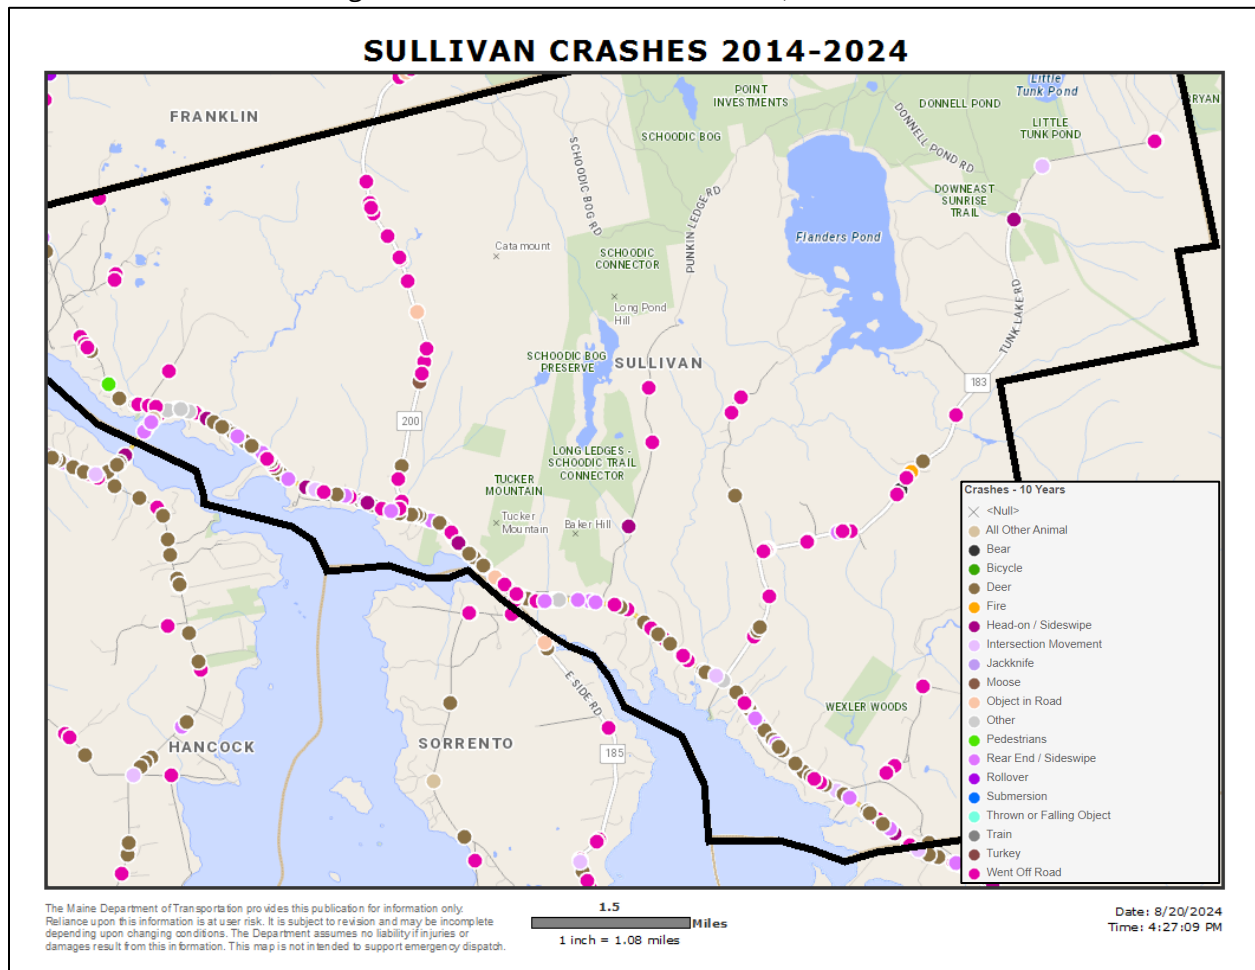 SULLIVAN CRASHES 2014-2024
FRANKLIN
POINT
INVESTMENTS
DONNELL POND
Little
Tunk Pond
BRYAN
LITTLE
TUNK POND
SCHOODIC BOG
DONNELL POND RD
SCHOODIC BOG RD
PUNKIN LEDGE RD
DOWNEAST
SUNRISE
TRAIL
Flanders Pond
Catamount
SCHOODIC
CONNECTOR
Long Pond
Hill
TUNK LAKE RD
SCHOODIC BOG
PRESERVE
SULLIVAN
183
200
LONG LEDGES -
SCHOODIC TRAIL
CONNECTOR
TUCKER
MOUNTAIN
Tucker
Mountain
Baker Hill
E SIDE RD
WEXLER WOODS
HANCOCK
SORRENTO
185
Crashes - 10 Years
<Null>
All Other Animal
Bear
Bicycle
Deer
Fire
Head-on / Sideswipe
Intersection Movement
Jackknife
Moose
Object in Road
Other
Pedestrians
Rear End / Sideswipe
Rollover
Submersion
Thrown or Falling Object
Train
Turkey
Went Off Road
The Maine Department of Transportation provides this publication for information only.
Reliance upon this information is at user risk. It is subject to revision and may be incomplete
depending upon changing conditions. The Department assumes no liability if injuries or
damages result from this information. This map is not intended to support emergency dispatch.
1.5
Miles
1 inch = 1.08 miles
Date: 8/20/2024
Time: 4:27:09 PM